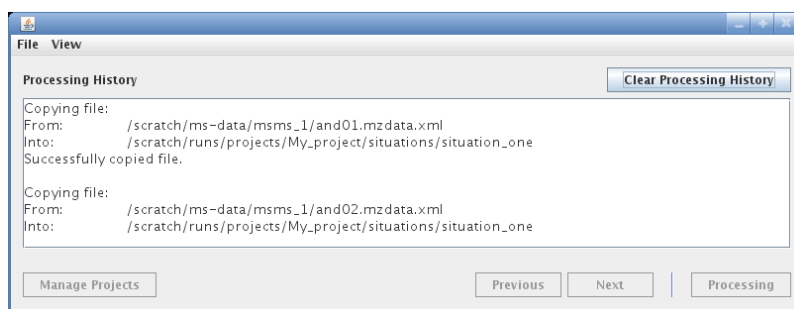 File View
Processing History
Clear Processing History
Copying file:
From: /scratch/ms-data/msms_1/and01.mzdata.xml
Into: /scratch/runs/projects/My_project/situations/situation_one
Successfully copied file.
Copying file:
From: /scratch/ms-data/msms_1/and02.mzdata.xml
Into: /scratch/runs/projects/My_project/situations/situation_one
Manage Projects
Previous
Next
Processing